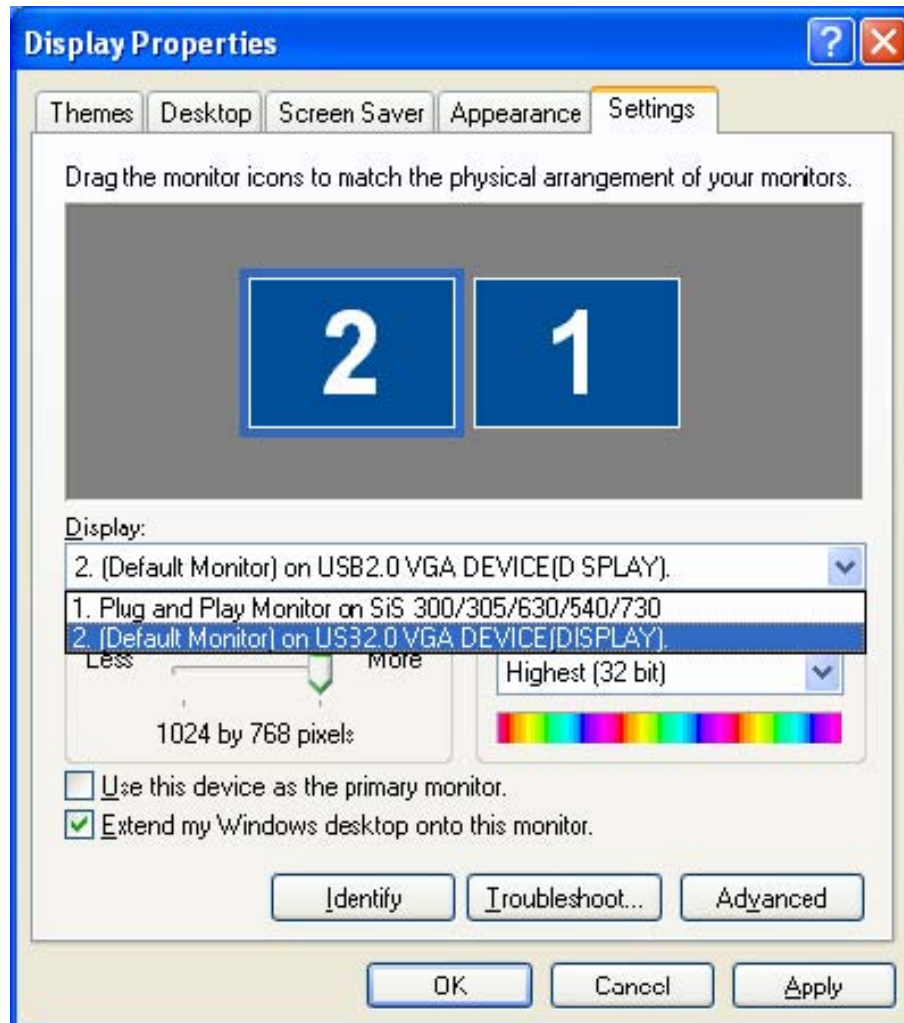 Display Properties
?
Themes Desktop Screen Saver Appearance Settings
Drag the monitor icons to match the physical arrangement of your monitors.
2 1
Display:
2. (Default Monitor) on USB2.0 VGA DEVICE(D SPLAY).
1. Plug and Play Monitor on SiS 300/305/630/540/730
2. (Default Monitor) on USB2.0 VGA DEVICE(DISPLAY).
Less More Highest (32 bit)
1024 by 768 pixels
Use this device as the primary monitor.
Extend my Windows desktop onto this monitor.
Identify Troubleshoot... Advanced
OK Cancel Apply